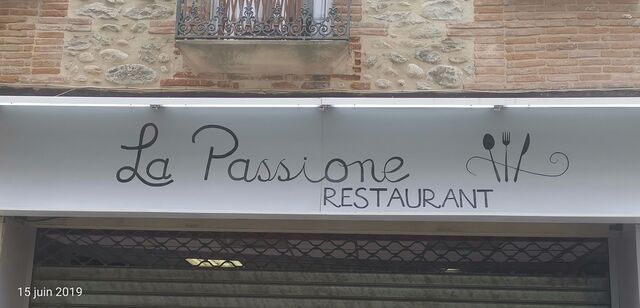 La Passione
RESTAURANT
15 juin 2019